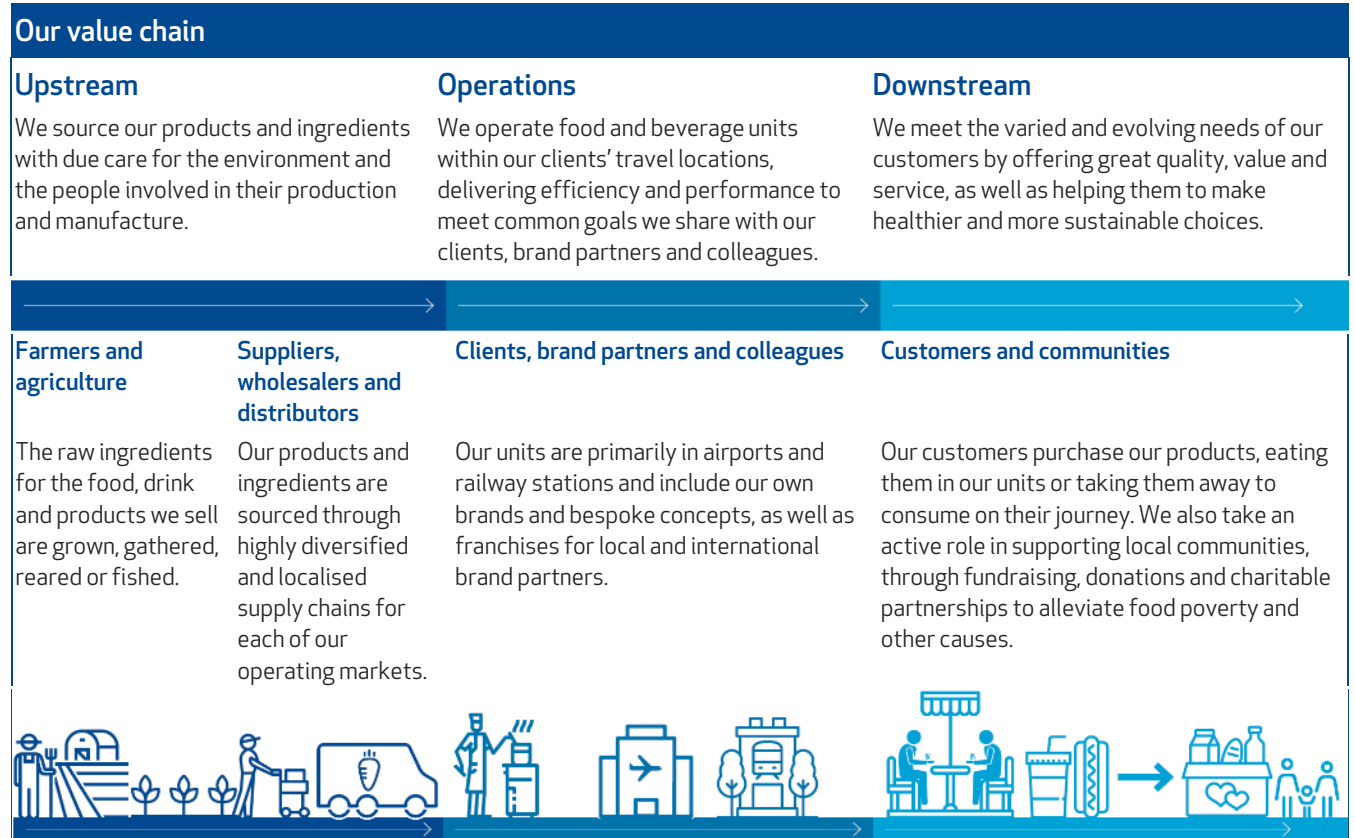 Our value chain
Upstream
We source our products and ingredients
with due care for the environment and
the people involved in their production
and manufacture.
Operations
We operate food and beverage units
within our clients’ travel locations,
delivering efficiency and performance to
meet common goals we share with our
clients, brand partners and colleagues.
Downstream
We meet the varied and evolving needs of our
customers by offering great quality, value and
service, as well as helping them to make
healthier and more sustainable choices.
Farmers and
agriculture
The raw ingredients
for the food, drink
and products we sell
are grown, gathered,
reared or fished.
Suppliers,
wholesalers and
distributors
Our products and
ingredients are
sourced through
highly diversified
and localised
supply chains for
each of our
operating markets.
Clients, brand partners and colleagues
Our units are primarily in airports and
railway stations and include our own
brands and bespoke concepts, as well as
franchises for local and international
brand partners.
Customers and communities
Our customers purchase our products, eating
them in our units or taking them away to
consume on their journey. We also take an
active role in supporting local communities,
through fundraising, donations and charitable
partnerships to alleviate food poverty and
other causes.